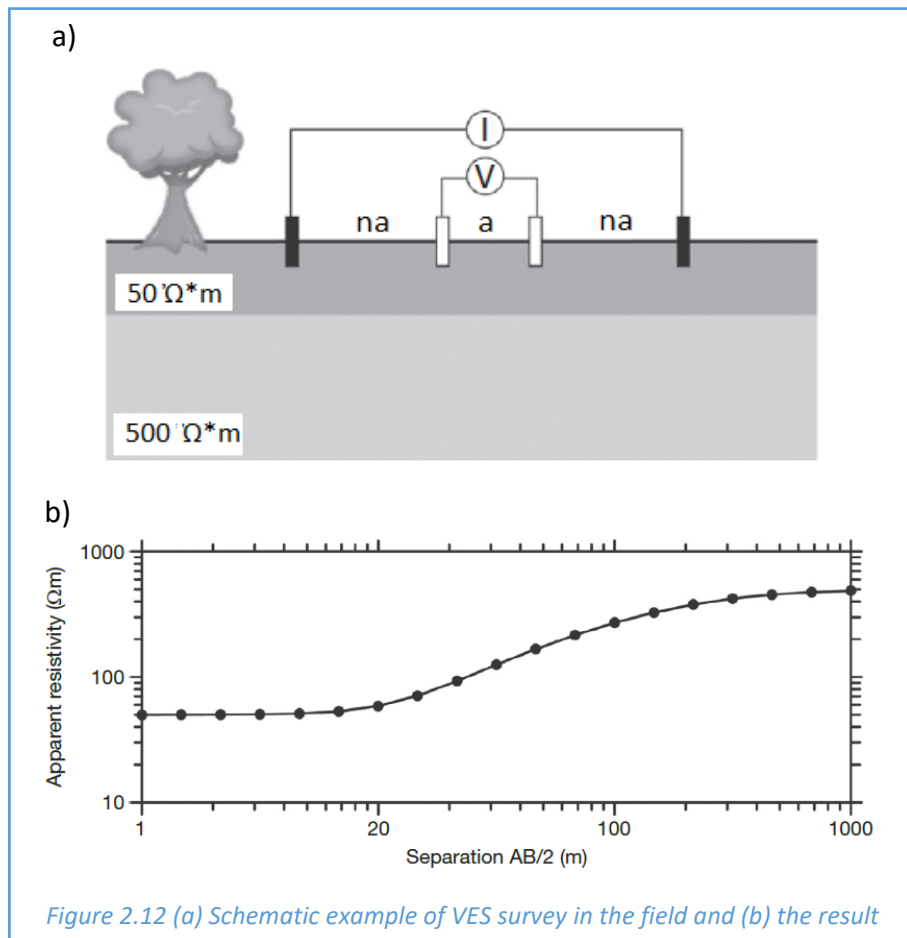 a)
I
V
na a na
50 Ω*m
500 Ω*m
b)
1000
100
10
Apparent resistivity (Ωm)
1 20 100 1000
Separation AB/2 (m)
Figure 2.12 (a) Schematic example of VES survey in the field and (b) the result